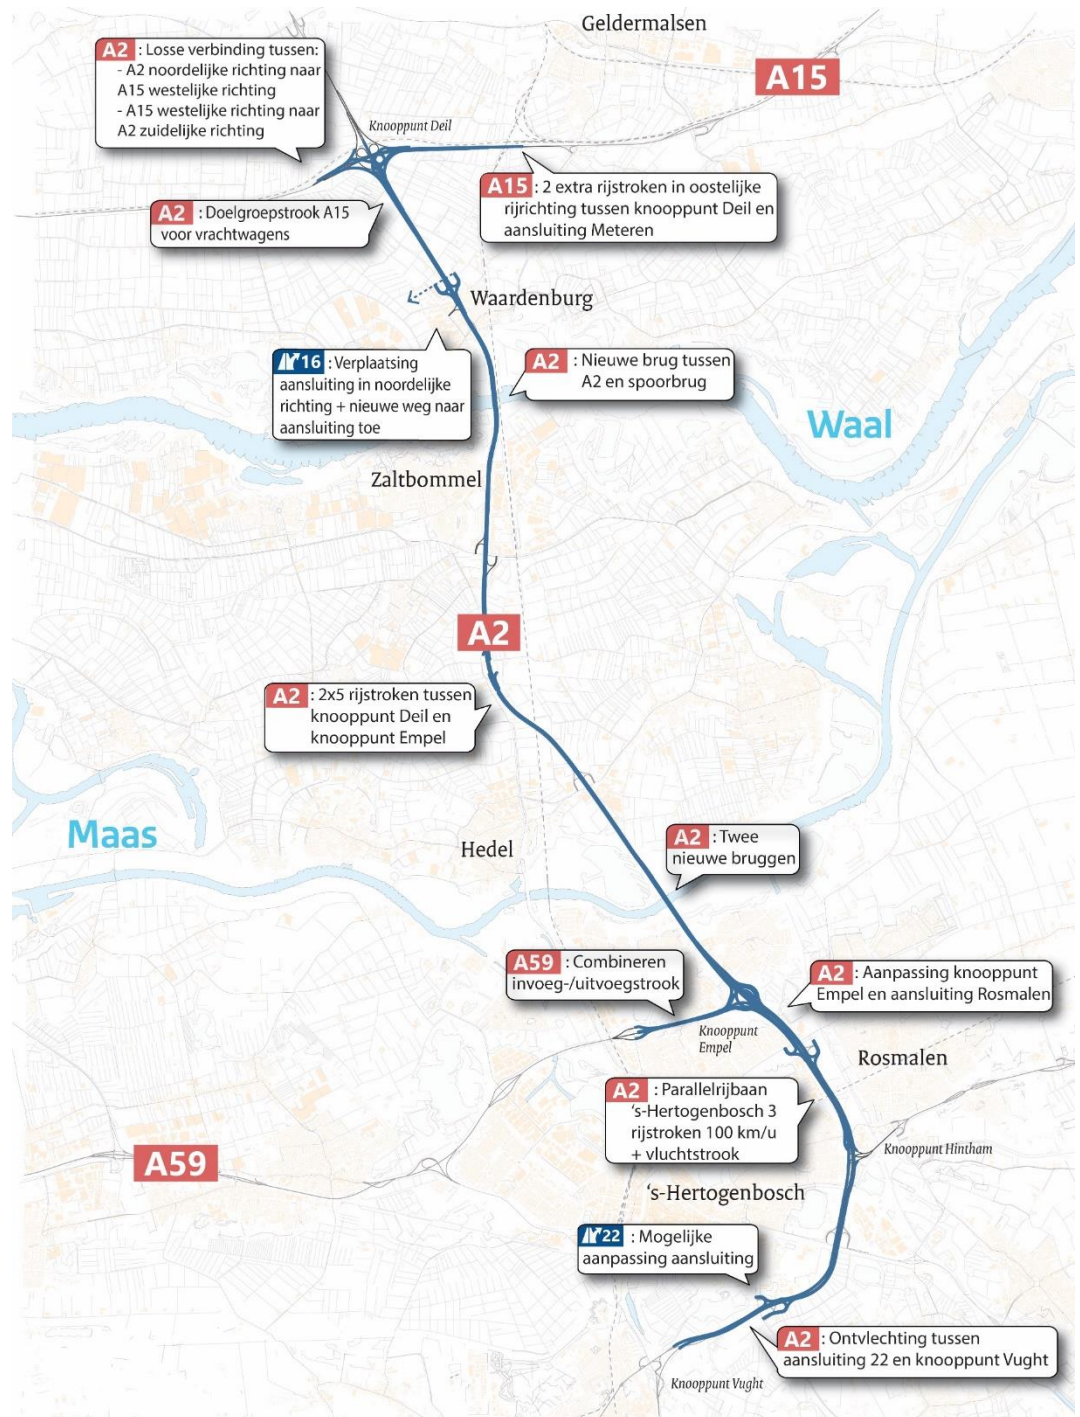 Geldermalsen
A2 : Losse verbinding tussen:
- A2 noordelijke richting naar
A15 westelijke richting
- A15 westelijke richting naar
A2 zuidelijke richting
A15
Knooppunt Deil
A15 : 2 extra rijstroken in oostelijke
rijrichting tussen knooppunt Deil en
aansluiting Meteren
A2 : Doelgroepstrook A15
voor vrachtwagens
Waardenburg
16 : Verplaatsing
aansluiting in noordelijke
richting + nieuwe weg naar
aansluiting toe
A2 : Nieuwe brug tussen
A2 en spoorbrug
Waal
Zaltbommel
A2
A2 : 2x5 rijstroken tussen
knooppunt Deil en
knooppunt Empel
Maas
Hedel
A2 : Twee
nieuwe bruggen
A59 : Combineren
invoeg-/uitvoegstrook
A2 : Aanpassing knooppunt
Empel en aansluiting Rosmalen
Knooppunt
Empel
Rosmalen
A2 : Parallelrijbaan
‘s-Hertogenbosch 3
rijstroken 100 km/u
+ vluchtstrook
Knooppunt Hintham
A59
‘s-Hertogenbosch
22 : Mogelijke
aanpassing aansluiting
A2 : Ontvlechting tussen
aansluiting 22 en knooppunt Vught
Knooppunt Vught